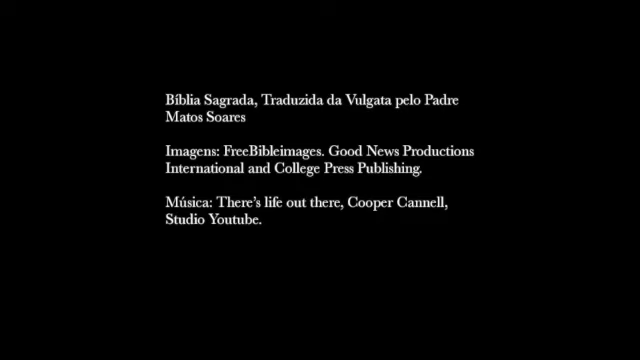 Bíblia Sagrada, Traduzida da Vulgata pelo Padre
Matos Soares
Imagens: FreeBibleimages. Good News Productions
International and College Press Publishing.
Música: There's life out there, Cooper Cannell,
Studio Youtube.